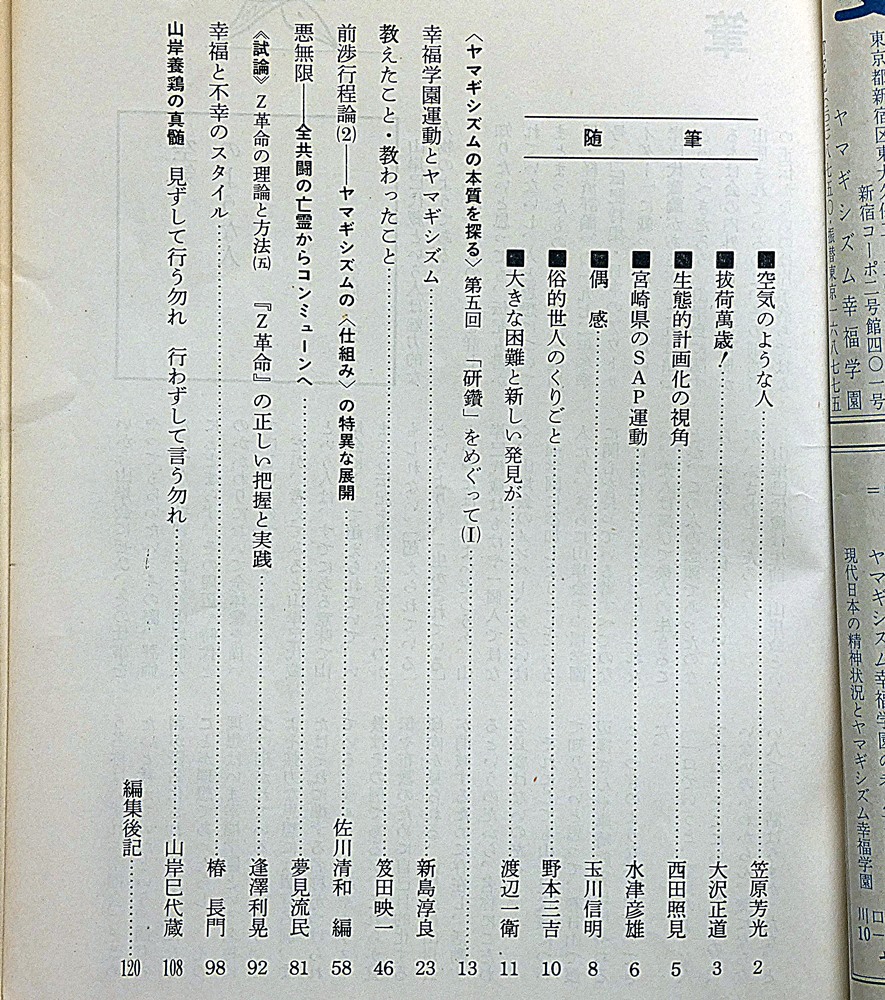 東京都新宿区東大久保
新宿コーポ二号館四〇一号
ヤマギシズム幸福学園
振替東京一六八七七五
＝
ヤマギシズム幸福学園の
現代日本の精神状況とヤマギシズム幸福学園
川10
随筆
■空気のような人 笠原芳光 2
■拔荷萬歳！ 大沢正道 3
■生態的計画化の視角 西田照見 5
■宮崎県のSAP運動 水津彦雄 6
■偶感 玉川信明 8
■俗的世人のくりごと 野本三吉 10
■大きな困難と新しい発見が 渡辺一衛 11
〈ヤマギシズムの本質を探る〉第五回 「研鑽」をめぐって(Ⅰ) 13
幸福学園運動とヤマギシズム 新島淳良 23
教えたこと・教わったこと 笈田映一 46
前渉行程論(2)――ヤマギシズムの〈仕組み〉の特異な展開 佐川清和 編 58
悪無限――全共闘の亡霊からコンミューンへ 夢見流民 81
《試論》Z革命の理論と方法(五) 『Z革命』の正しい把握と実践 逢澤利晃 92
幸福と不幸のスタイル 椿 長門 98
山岸養鶏の真髄 見ずして行う勿れ 行わずして言う勿れ 山岸巳代蔵 108
編集後記 120